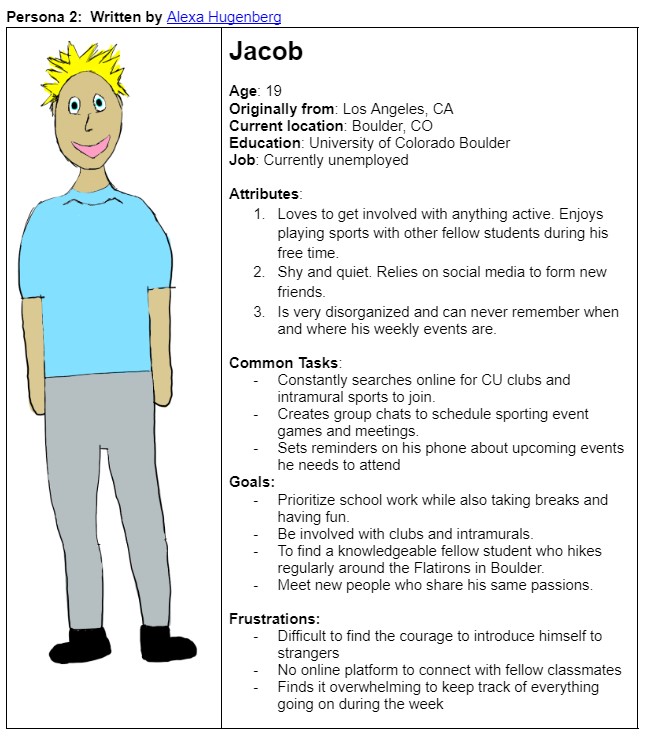 Persona 2:  Written by Alexa Hugenberg
Jacob
Age: 19
Originally from: Los Angeles, CA
Current location: Boulder, CO
Education: University of Colorado Boulder
Job: Currently unemployed
Attributes:
1. Loves to get involved with anything active. Enjoys
playing sports with other fellow students during his
free time.
2. Shy and quiet. Relies on social media to form new
friends.
3. Is very disorganized and can never remember when
and where his weekly events are.
Common Tasks:
- Constantly searches online for CU clubs and
intramural sports to join.
- Creates group chats to schedule sporting event
games and meetings.
- Sets reminders on his phone about upcoming events
he needs to attend
Goals:
- Prioritize school work while also taking breaks and
having fun.
- Be involved with clubs and intramurals.
- To find a knowledgeable fellow student who hikes
regularly around the Flatirons in Boulder.
- Meet new people who share his same passions.
Frustrations:
- Difficult to find the courage to introduce himself to
strangers
- No online platform to connect with fellow classmates
- Finds it overwhelming to keep track of everything
going on during the week